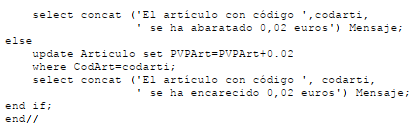 select concat ('El artículo con código ',codarti,
' se ha abaratado 0,02 euros') Mensaje;
else
update Articulo set PVPArt=PVPArt+0.02
where CodArt=codarti;
select concat ('El artículo con código ', codarti,
' se ha encarecido 0,02 euros') Mensaje;
end if;
end//